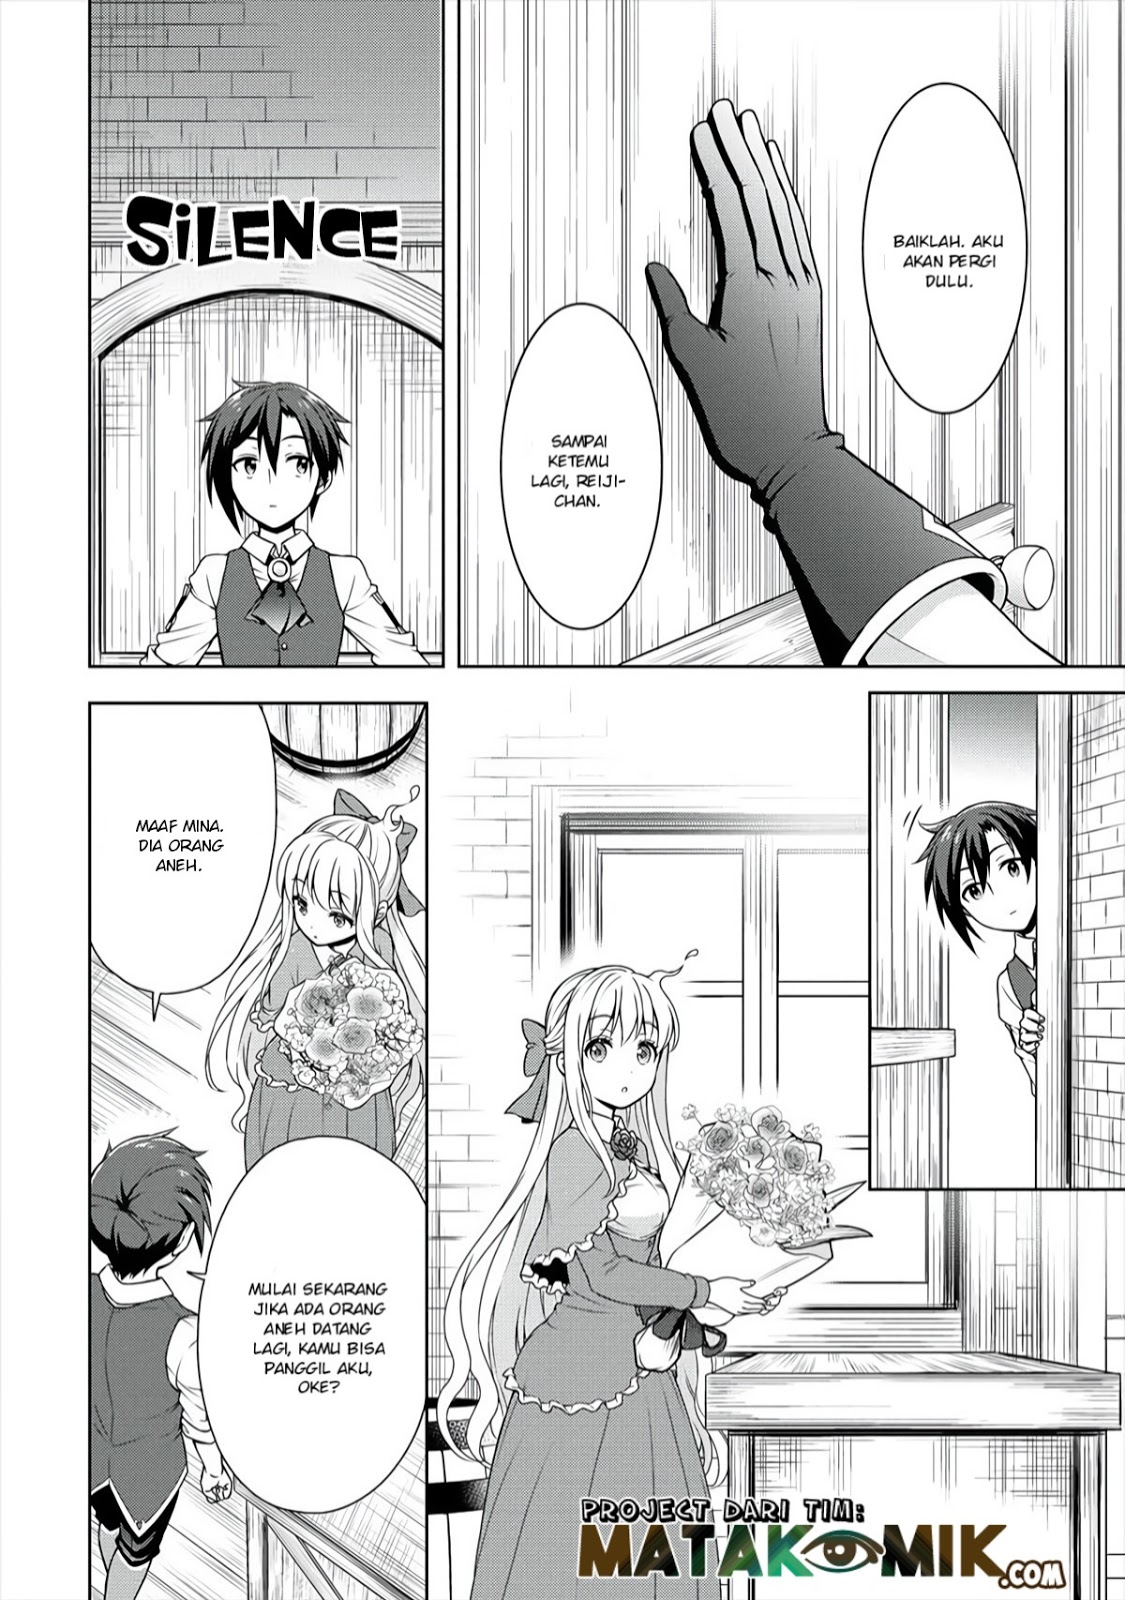 BAIKLAH. AKU
AKAN PERGI
DULU.
SAMPAI
KETEMU
LAGI, REIJI-
CHAN.
SILENCE
MAAF MINA.
DIA ORANG
ANEH.
MULAI SEKARANG
JIKA ADA ORANG
ANEH DATANG
LAGI, KAMU BISA
PANGGIL AKU,
OKE?
PROJECT DARI TIM:
MATAKOMIK
.COM